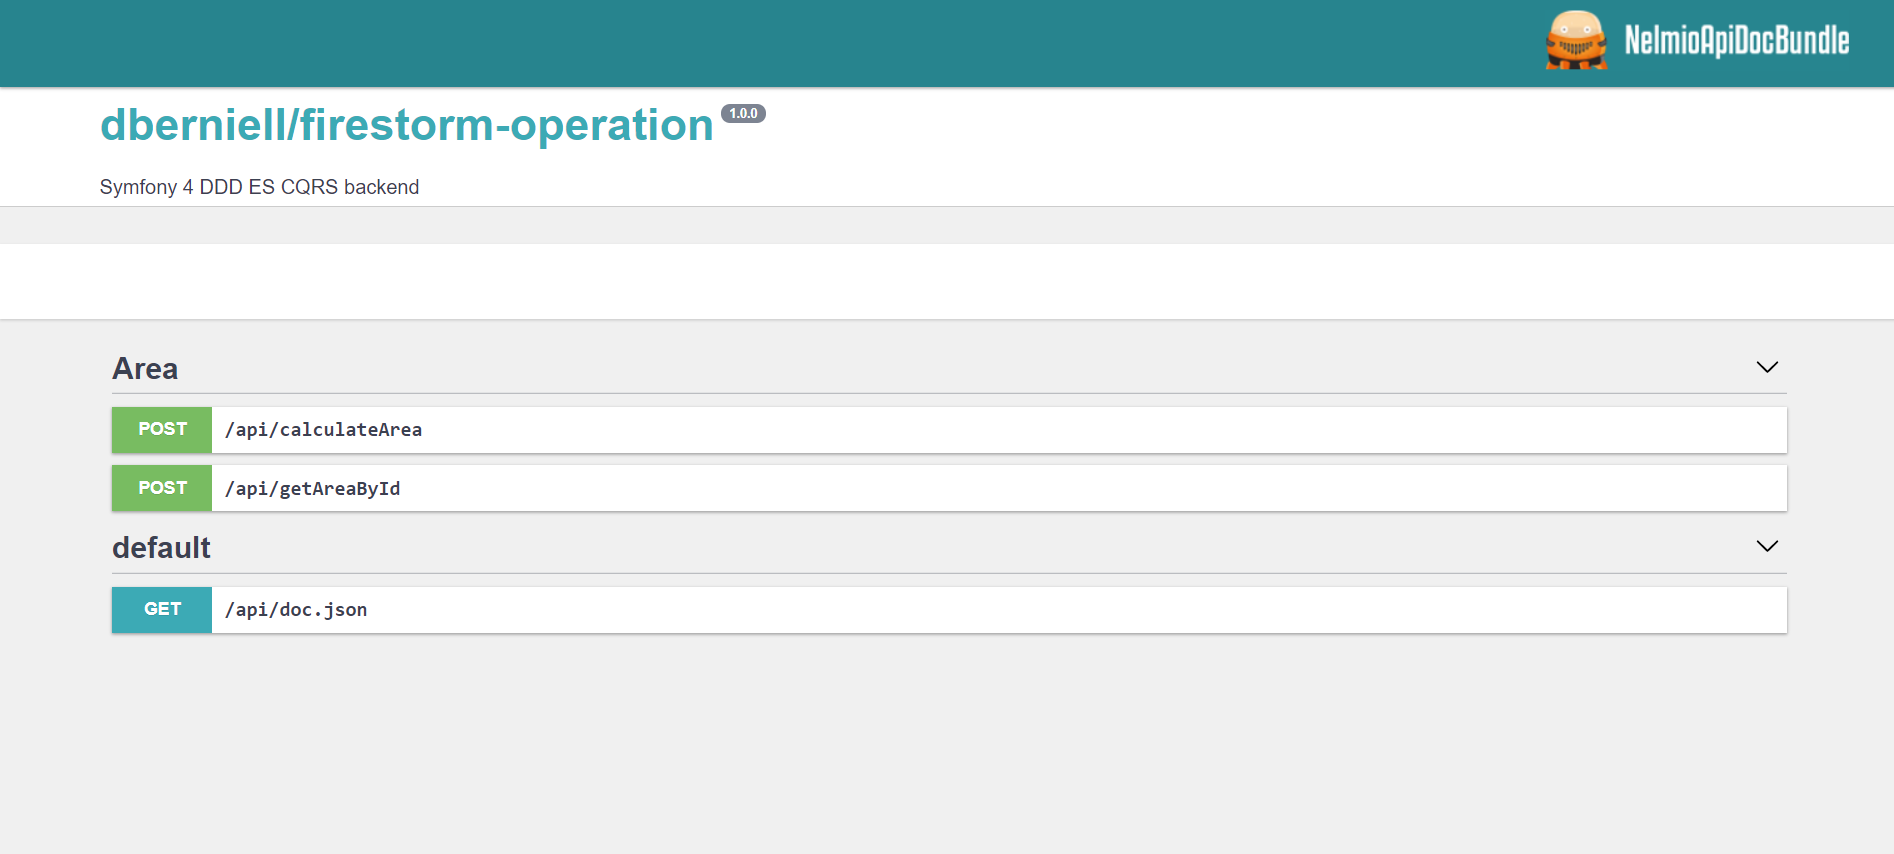 NelmioApiDocBundle
dberniell/firestorm-operation 1.0.0
Symfony 4 DDD ES CQRS backend
Area
POST /api/calculateArea
POST /api/getAreaById
default
GET /api/doc.json